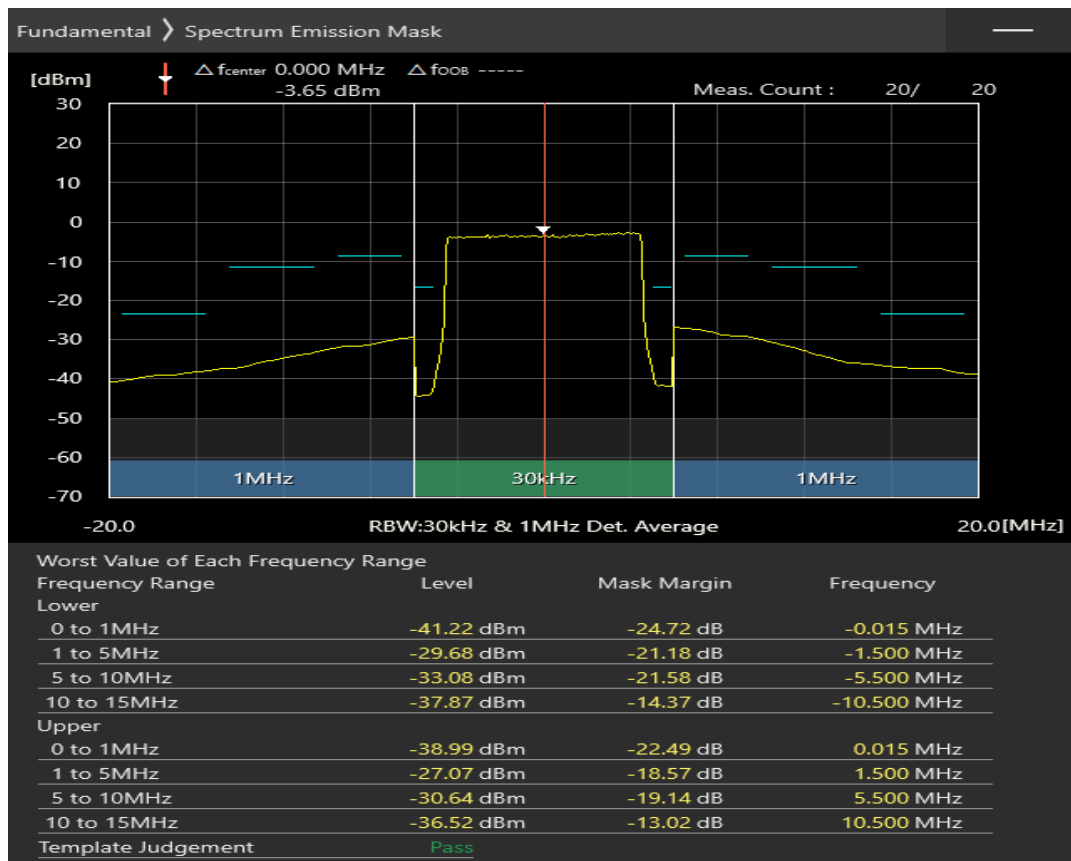 Fundamental ❯ Spectrum Emission Mask
△ fcenter 0.000 MHz △ fOOB -----
[dBm] -3.65 dBm Meas. Count : 20/ 20
30
20
10
0
-10
-20
-30
-40
-50
-60
-70
1MHz 30kHz 1MHz
-20.0 RBW:30kHz & 1MHz Det. Average 20.0[MHz]
Worst Value of Each Frequency Range
Frequency Range Level Mask Margin Frequency
Lower
0 to 1MHz -41.22 dBm -24.72 dB -0.015 MHz
1 to 5MHz -29.68 dBm -21.18 dB -1.500 MHz
5 to 10MHz -33.08 dBm -21.58 dB -5.500 MHz
10 to 15MHz -37.87 dBm -14.37 dB -10.500 MHz
Upper
0 to 1MHz -38.99 dBm -22.49 dB 0.015 MHz
1 to 5MHz -27.07 dBm -18.57 dB 1.500 MHz
5 to 10MHz -30.64 dBm -19.14 dB 5.500 MHz
10 to 15MHz -36.52 dBm -13.02 dB 10.500 MHz
Template Judgement Pass